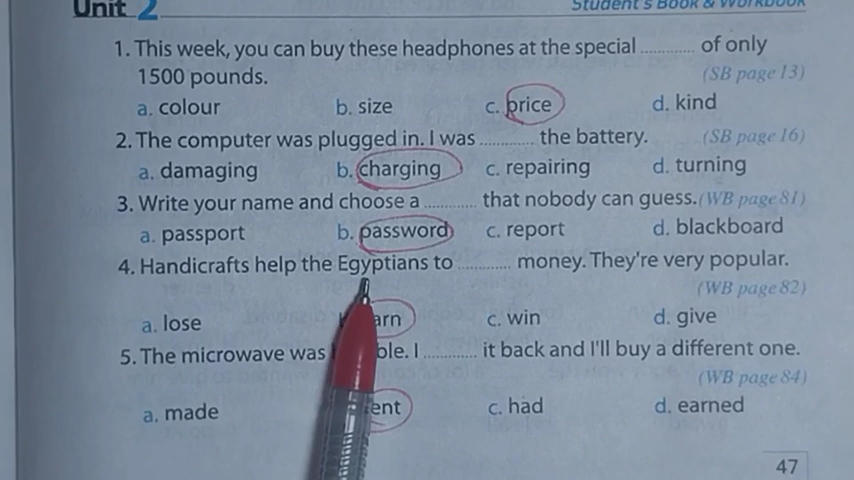 Unit 2 Student's Book & Workbook
1. This week, you can buy these headphones at the special ............ of only
1500 pounds. (SB page 13)
a. colour b. size c. price d. kind
2. The computer was plugged in. I was ............ the battery. (SB page 16)
a. damaging b. charging c. repairing d. turning
3. Write your name and choose a ............ that nobody can guess. (WB page 81)
a. passport b. password c. report d. blackboard
4. Handicrafts help the Egyptians to ............ money. They're very popular.
(WB page 82)
a. lose arn c. win d. give
5. The microwave was ble. I ............ it back and I'll buy a different one.
(WB page 84)
a. made ent c. had d. earned
47